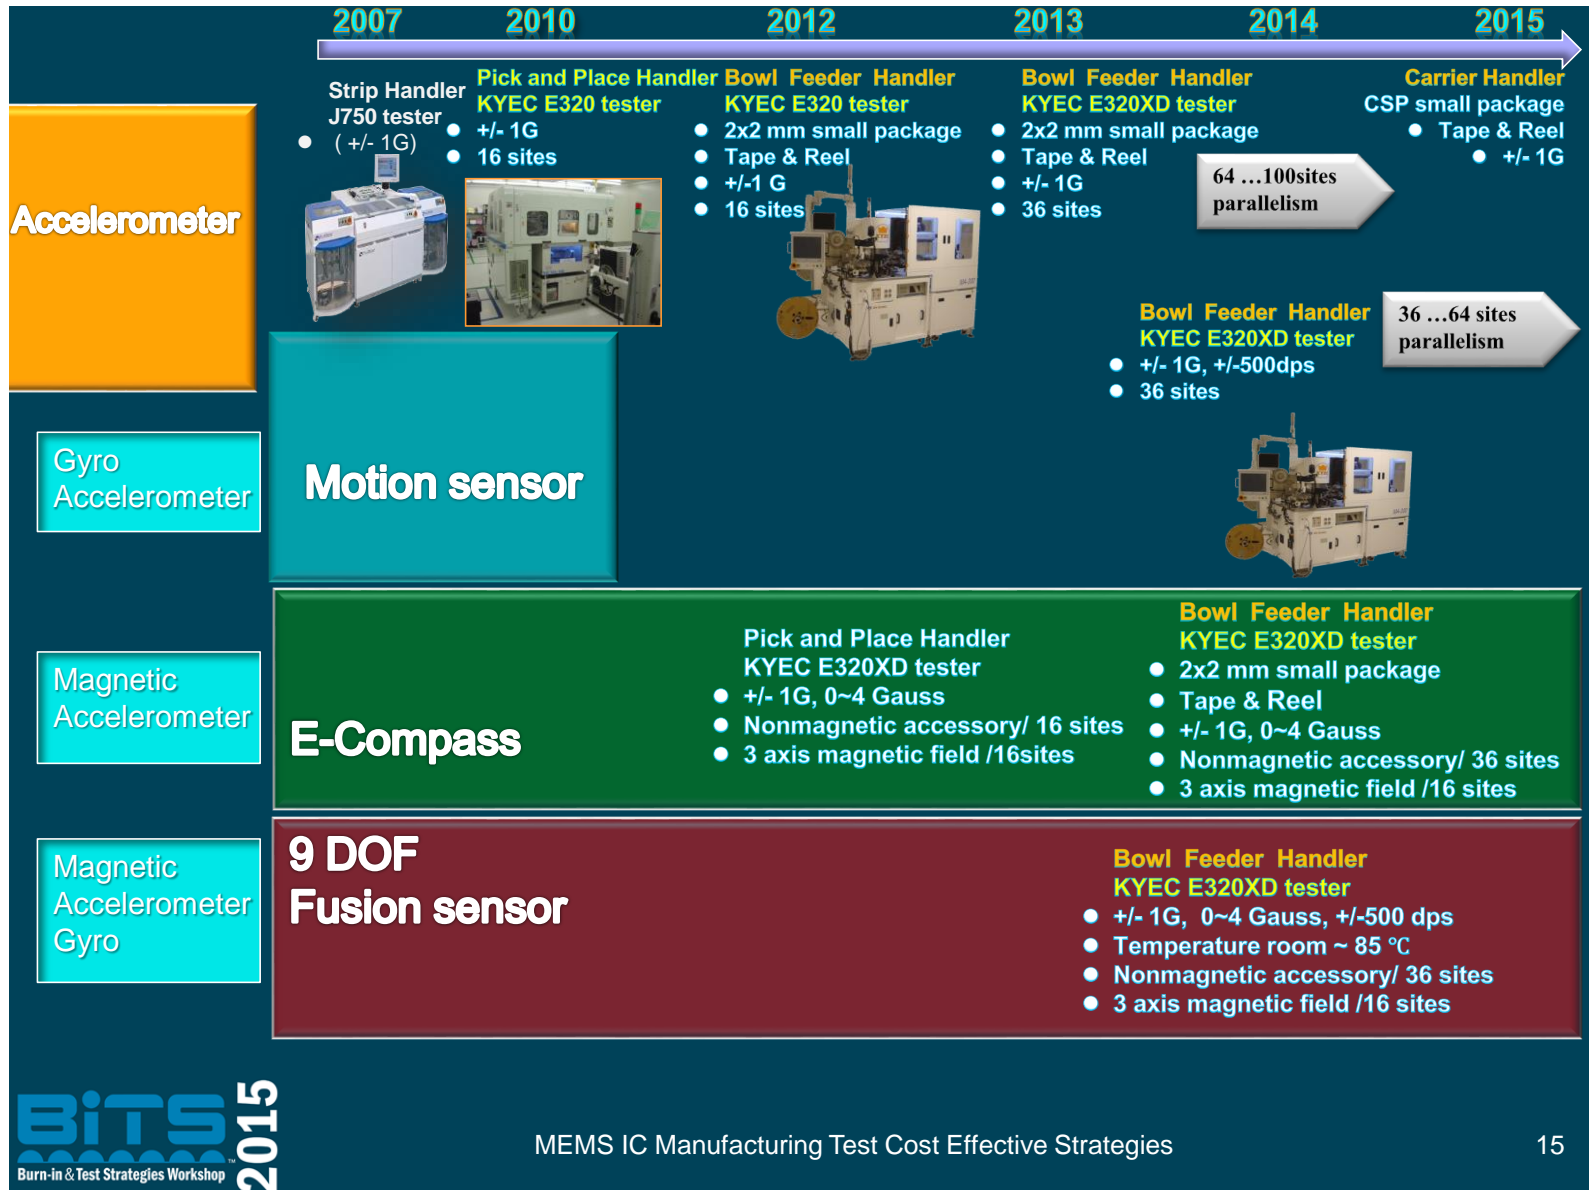 2007 2010 2012 2013 2014 2015
Strip Handler
J750 tester
( +/- 1G)
Pick and Place Handler
KYEC E320 tester
+/- 1G
16 sites
Bowl Feeder Handler
KYEC E320 tester
2x2 mm small package
Tape & Reel
+/-1 G
16 sites
Bowl Feeder Handler
KYEC E320XD tester
2x2 mm small package
Tape & Reel
+/- 1G
36 sites
64 ...100sites
parallelism
Carrier Handler
CSP small package
Tape & Reel
+/- 1G
Accelerometer
Bowl Feeder Handler
KYEC E320XD tester
+/- 1G, +/-500dps
36 sites
36 ...64 sites
parallelism
Gyro
Accelerometer
Motion sensor
Magnetic
Accelerometer
E-Compass
Pick and Place Handler
KYEC E320XD tester
+/- 1G, 0~4 Gauss
Nonmagnetic accessory/ 16 sites
3 axis magnetic field /16sites
Bowl Feeder Handler
KYEC E320XD tester
2x2 mm small package
Tape & Reel
+/- 1G, 0~4 Gauss
Nonmagnetic accessory/ 36 sites
3 axis magnetic field /16 sites
Magnetic
Accelerometer
Gyro
9 DOF
Fusion sensor
Bowl Feeder Handler
KYEC E320XD tester
+/- 1G, 0~4 Gauss, +/-500 dps
Temperature room ~ 85 ℃
Nonmagnetic accessory/ 36 sites
3 axis magnetic field /16 sites
BiTS
2015
Burn-in & Test Strategies Workshop ™
MEMS IC Manufacturing Test Cost Effective Strategies
15